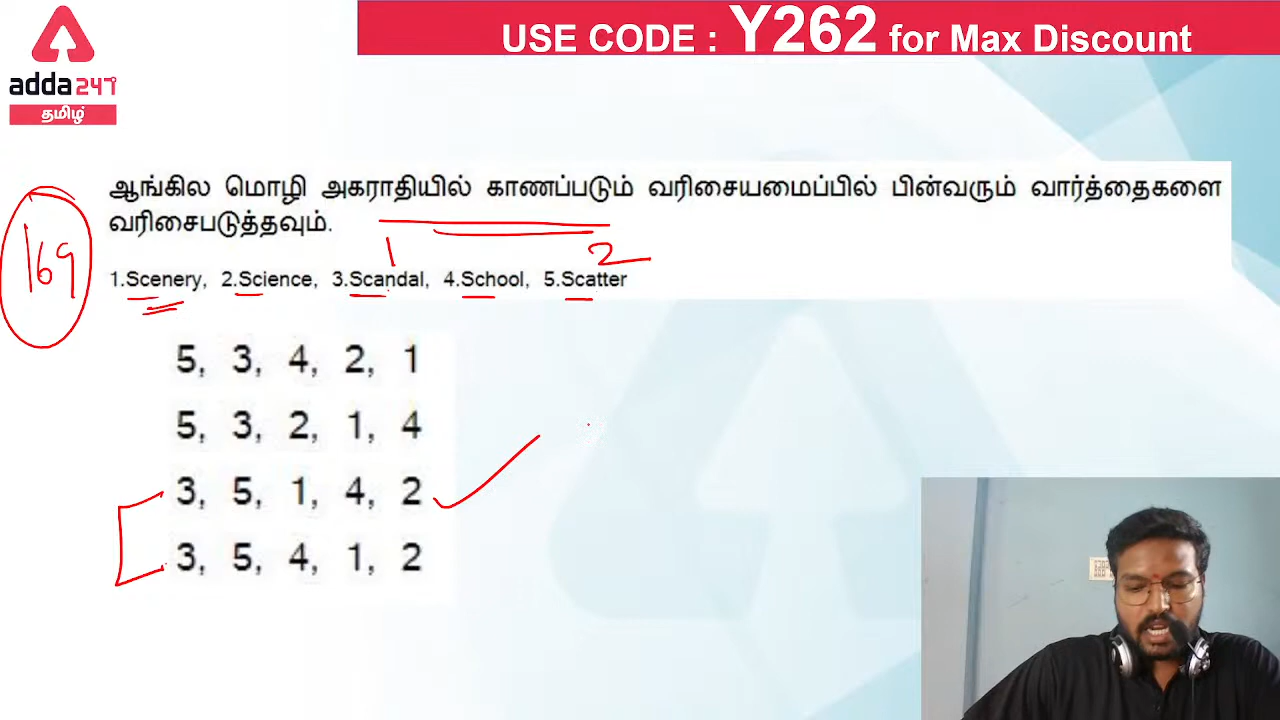 USE CODE : Y262 for Max Discount
adda247
தமிழ்
ஆங்கில மொழி அகராதியில் காணப்படும் வரிசையமைப்பில் பின்வரும் வார்த்தைகளை
வரிசைபடுத்தவும்.
169
1 2
1.Scenery, 2.Science, 3.Scandal, 4.School, 5.Scatter
5, 3, 4, 2, 1
5, 3, 2, 1, 4
3, 5, 1, 4, 2
3, 5, 4, 1, 2